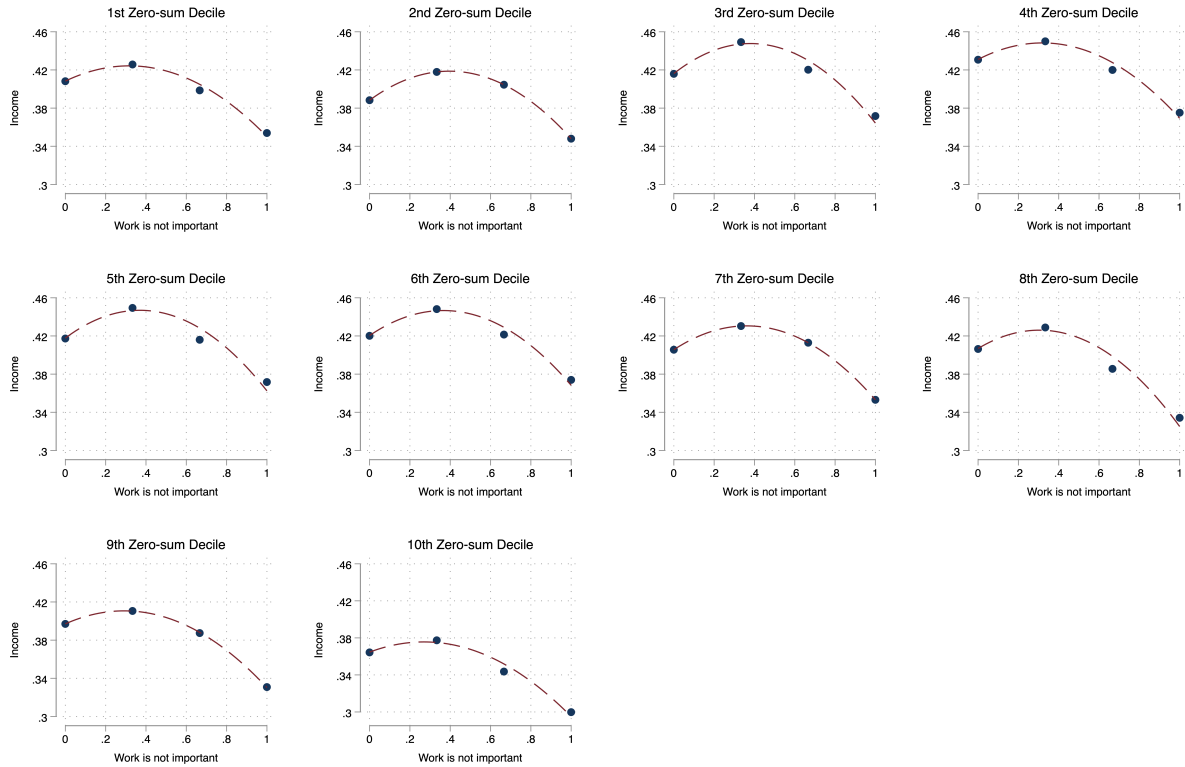 1st Zero-sum Decile
Income
.46
.42
.38
.34
.3
0 .2 .4 .6 .8 1
Work is not important
2nd Zero-sum Decile
Income
.46
.42
.38
.34
.3
0 .2 .4 .6 .8 1
Work is not important
3rd Zero-sum Decile
Income
.46
.42
.38
.34
.3
0 .2 .4 .6 .8 1
Work is not important
4th Zero-sum Decile
Income
.46
.42
.38
.34
.3
0 .2 .4 .6 .8 1
Work is not important
5th Zero-sum Decile
Income
.46
.42
.38
.34
.3
0 .2 .4 .6 .8 1
Work is not important
6th Zero-sum Decile
Income
.46
.42
.38
.34
.3
0 .2 .4 .6 .8 1
Work is not important
7th Zero-sum Decile
Income
.46
.42
.38
.34
.3
0 .2 .4 .6 .8 1
Work is not important
8th Zero-sum Decile
Income
.46
.42
.38
.34
.3
0 .2 .4 .6 .8 1
Work is not important
9th Zero-sum Decile
Income
.46
.42
.38
.34
.3
0 .2 .4 .6 .8 1
Work is not important
10th Zero-sum Decile
Income
.46
.42
.38
.34
.3
0 .2 .4 .6 .8 1
Work is not important